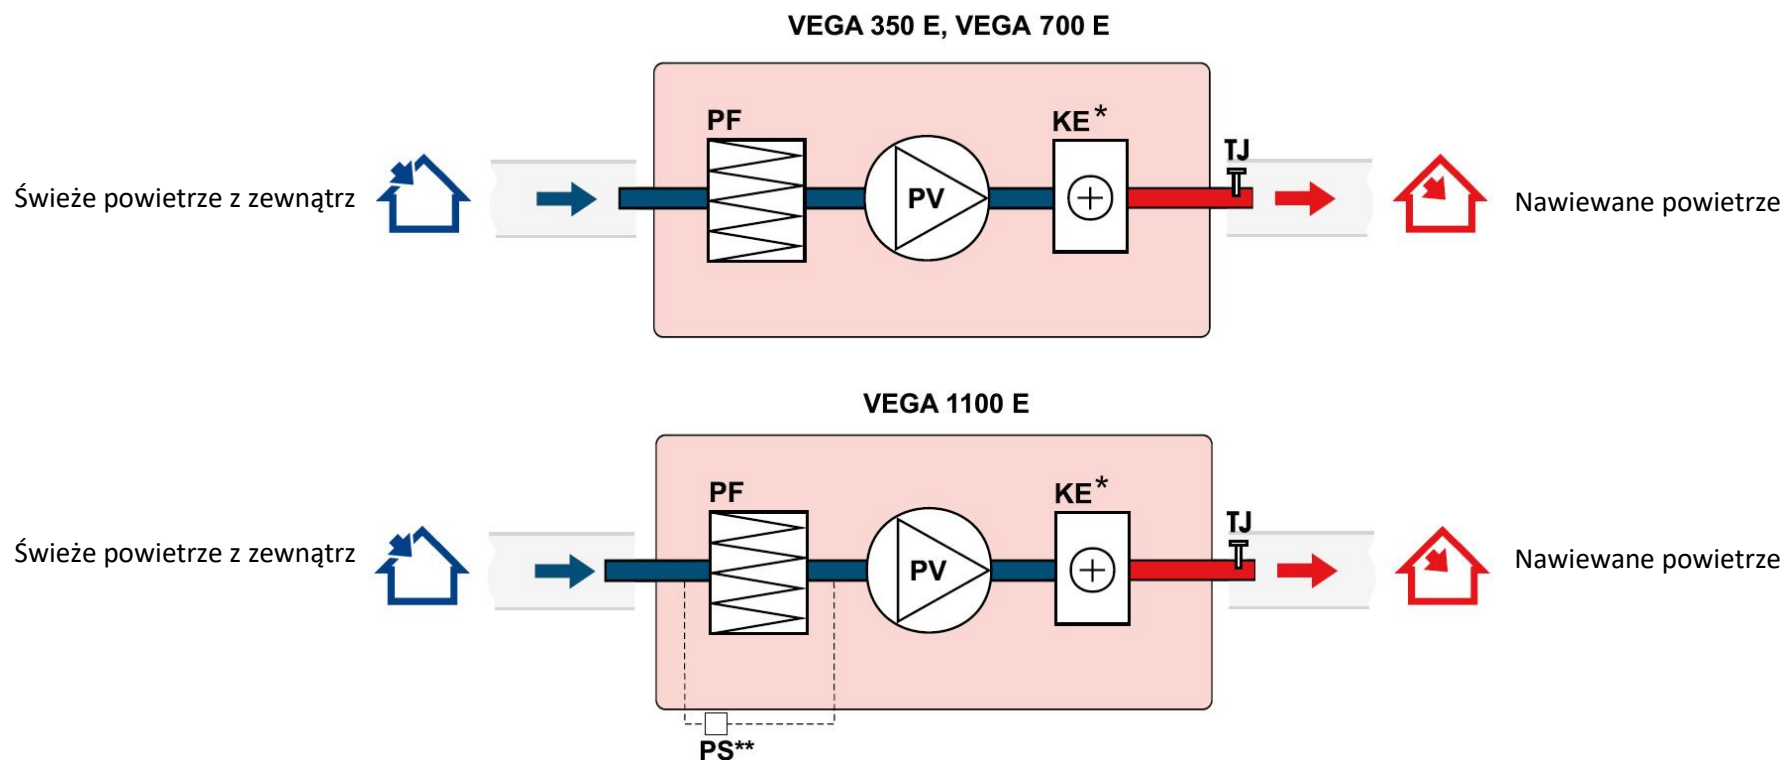 VEGA 350 E, VEGA 700 E
PF
KE*
TJ
Świeże powietrze z zewnątrz
PV
Nawiewane powietrze
VEGA 1100 E
PF
KE*
TJ
Świeże powietrze z zewnątrz
PV
Nawiewane powietrze
PS**